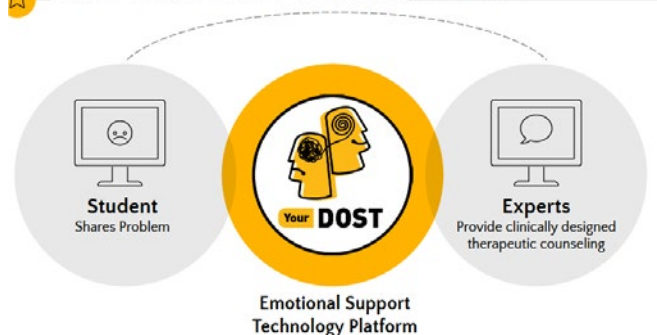 Student
Shares Problem
Your DOST
Experts
Provide clinically designed
therapeutic counseling
Emotional Support
Technology Platform